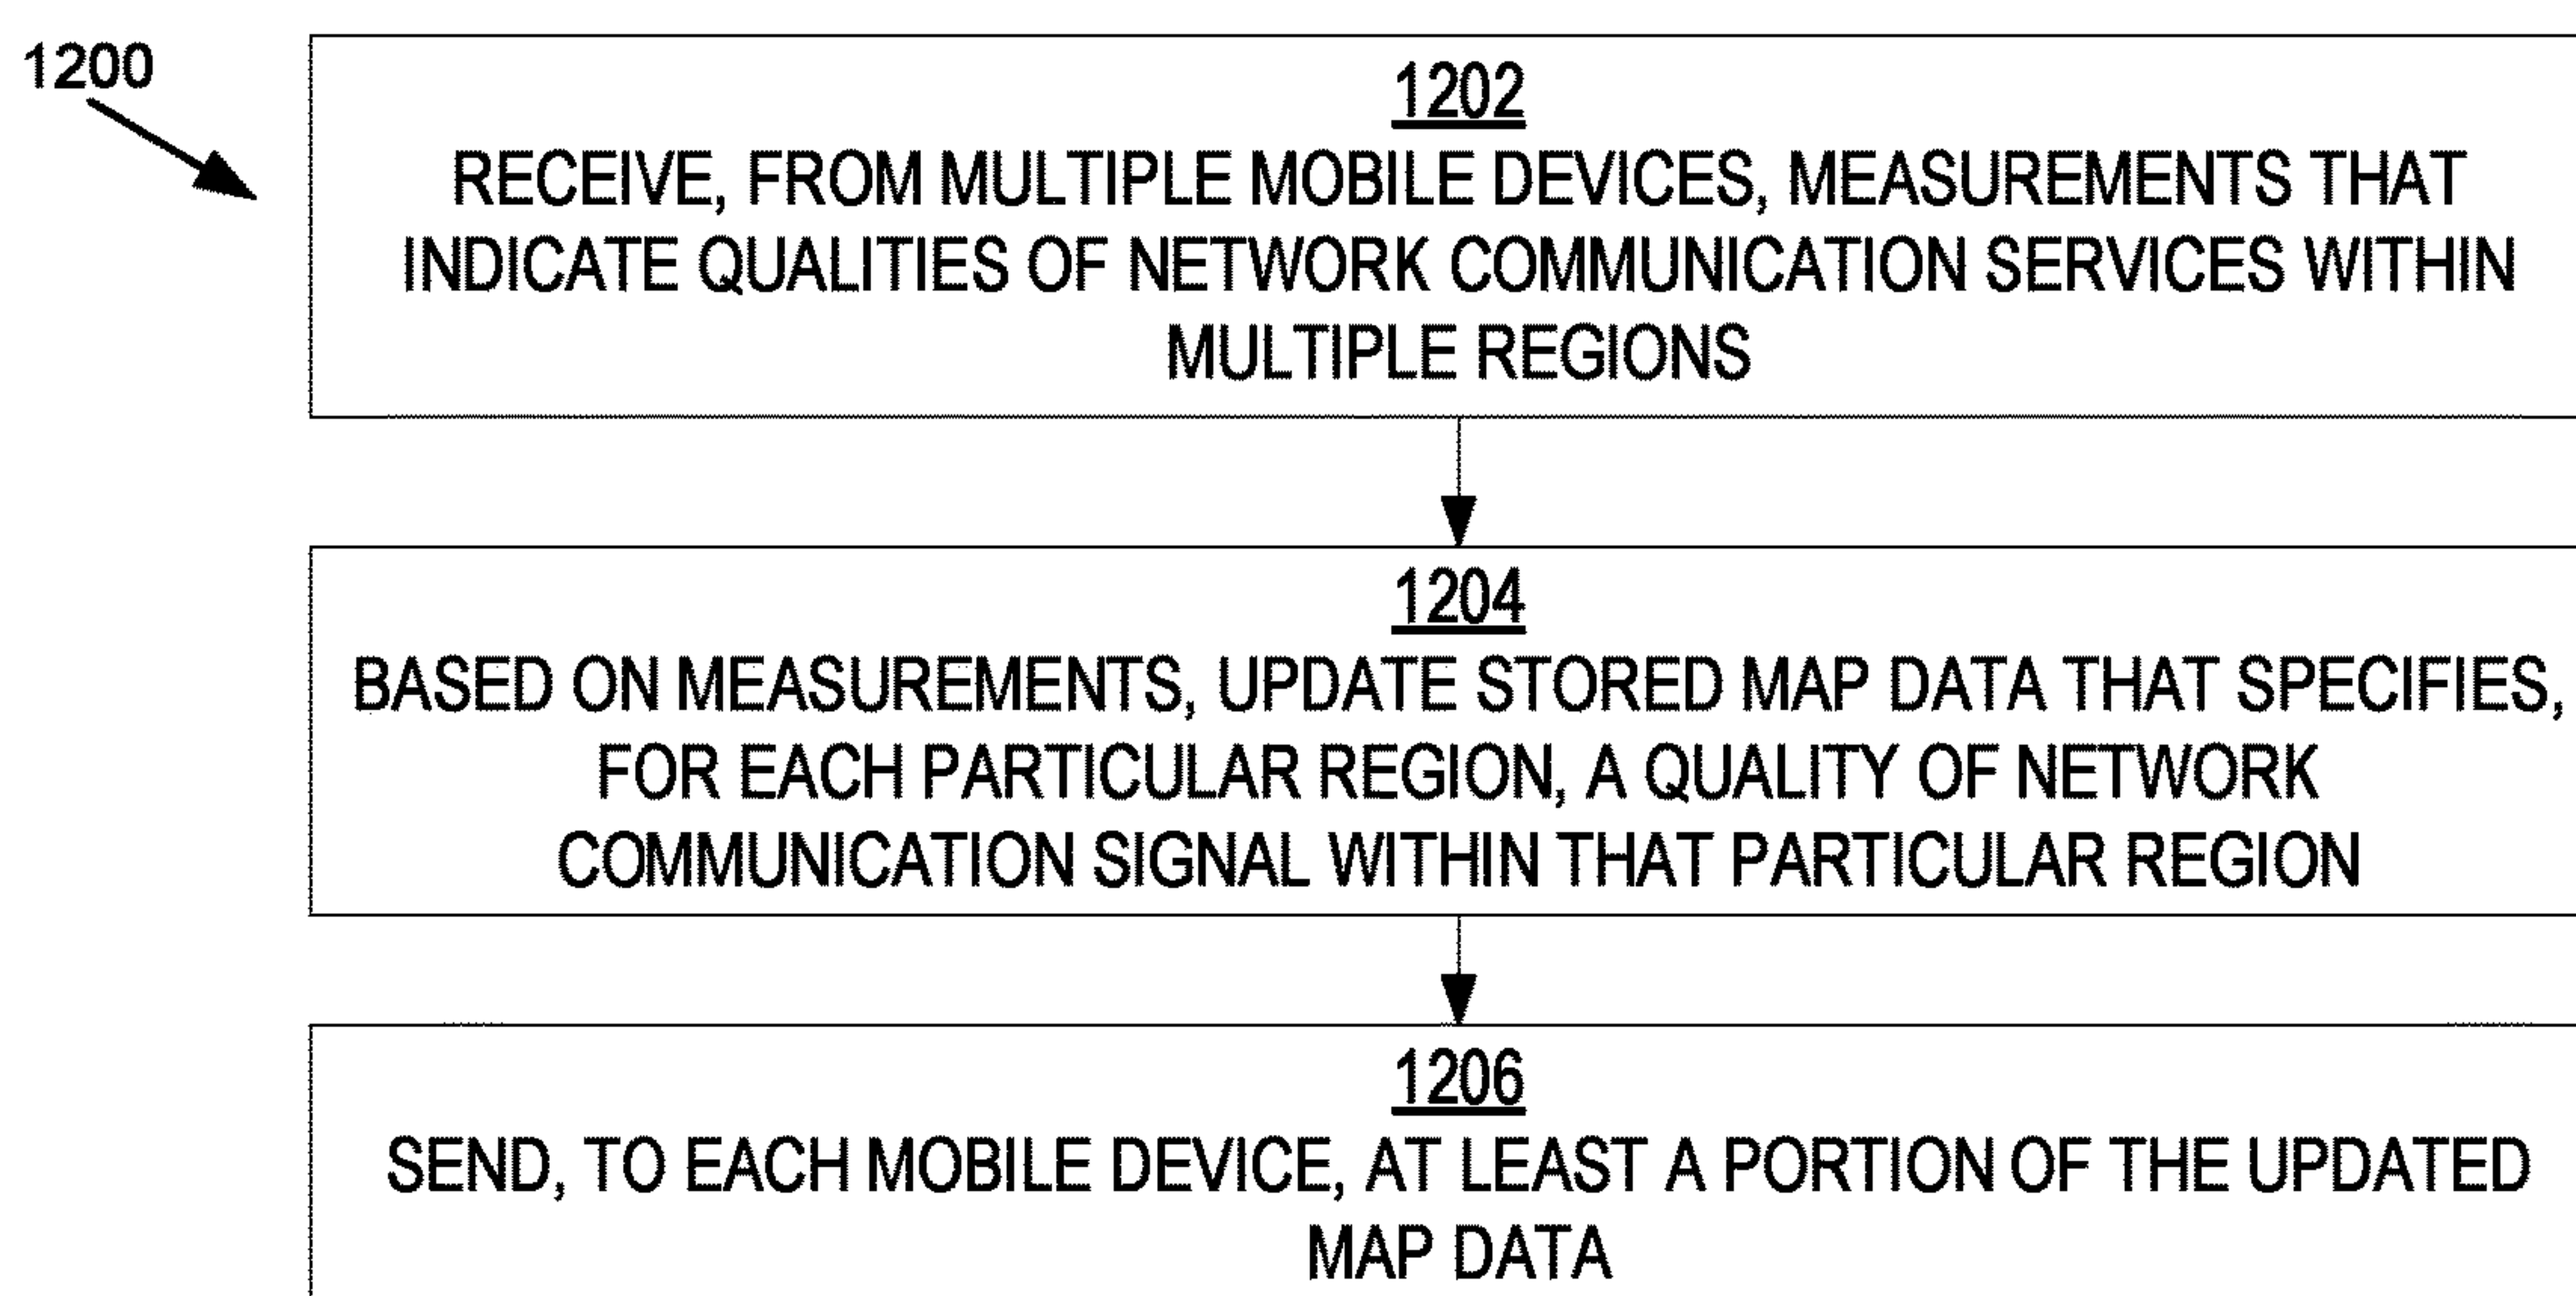 1200
1202
RECEIVE, FROM MULTIPLE MOBILE DEVICES, MEASUREMENTS THAT
INDICATE QUALITIES OF NETWORK COMMUNICATION SERVICES WITHIN
MULTIPLE REGIONS
1204
BASED ON MEASUREMENTS, UPDATE STORED MAP DATA THAT SPECIFIES,
FOR EACH PARTICULAR REGION, A QUALITY OF NETWORK
COMMUNICATION SIGNAL WITHIN THAT PARTICULAR REGION
1206
SEND, TO EACH MOBILE DEVICE, AT LEAST A PORTION OF THE UPDATED
MAP DATA